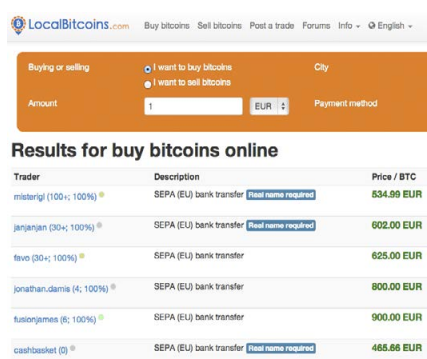 LocalBitcoins.com Buy bitcoins Sell bitcoins Post a trade Forums Info English
Buying or selling I want to buy bitcoins City
I want to sell bitcoins
Amount 1 EUR Payment method
Results for buy bitcoins online
Trader Description Price / BTC
misterigl (100+; 100%) SEPA (EU) bank transfer Real name required 534.99 EUR
janjanjan (30+; 100%) SEPA (EU) bank transfer Real name required 602.00 EUR
favo (30+; 100%) SEPA (EU) bank transfer 625.00 EUR
jonathan.damis (4; 100%) SEPA (EU) bank transfer 800.00 EUR
fusionjames (6; 100%) SEPA (EU) bank transfer 900.00 EUR
cashbasket (0) SEPA (EU) bank transfer Real name required 465.66 EUR